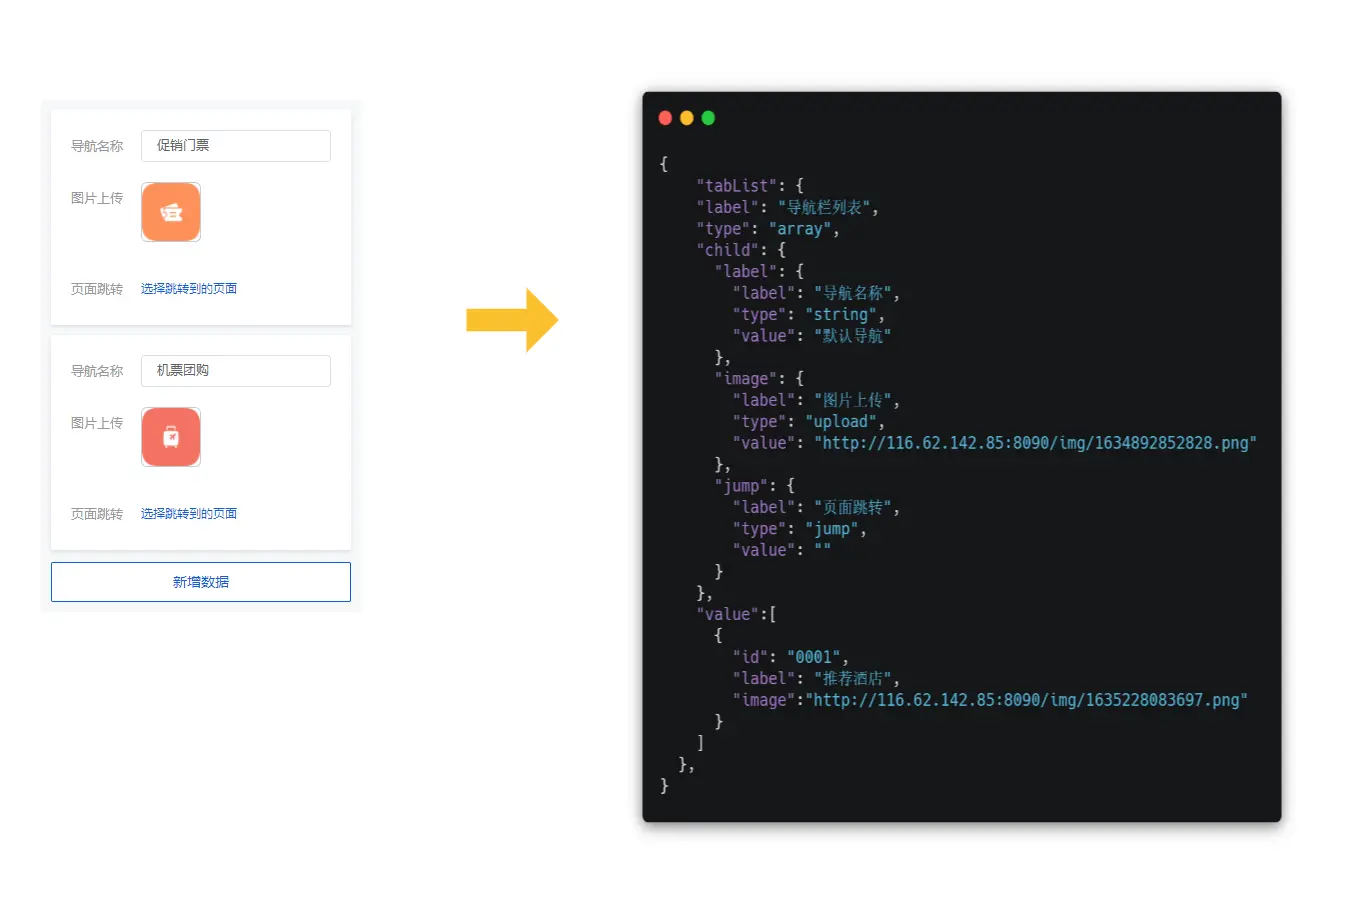 导航名称 促销门票
图片上传
页面跳转 选择跳转到的页面
导航名称 机票团购
图片上传
页面跳转 选择跳转到的页面
新增数据
{
"tabList": {
"label": "导航栏列表",
"type": "array",
"child": {
"label": {
"label": "导航名称",
"type": "string",
"value": "默认导航"
},
"image": {
"label": "图片上传",
"type": "upload",
"value": "http://116.62.142.85:8090/img/1634892852828.png"
},
"jump": {
"label": "页面跳转",
"type": "jump",
"value": ""
}
},
"value":[
{
"id": "0001",
"label": "推荐酒店",
"image":"http://116.62.142.85:8090/img/1635228083697.png"
}
]
},
}